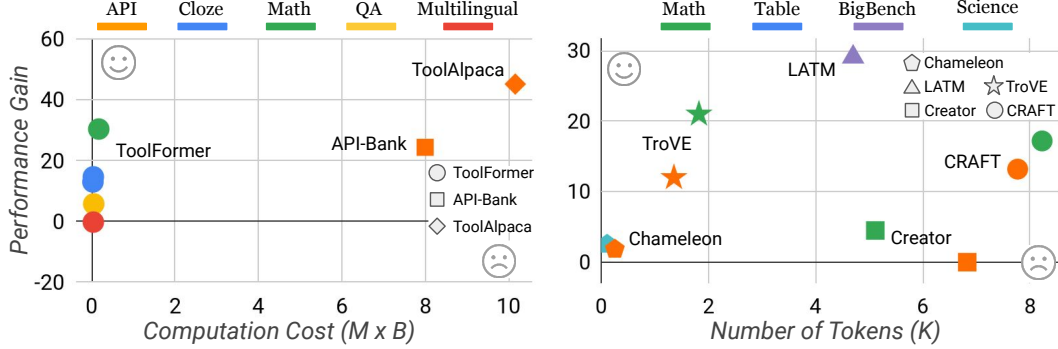 API Cloze Math QA Multilingual
60
40
20
0
-20
Performance Gain
ToolAlpaca
ToolFormer
API-Bank
ToolFormer
API-Bank
ToolAlpaca
0 2 4 6 8 10
Computation Cost (M x B)
Math Table BigBench Science
30
20
10
0
LATM
Chameleon
LATM TroVE
Creator CRAFT
TroVE
CRAFT
Chameleon
Creator
0 2 4 6 8
Number of Tokens (K)